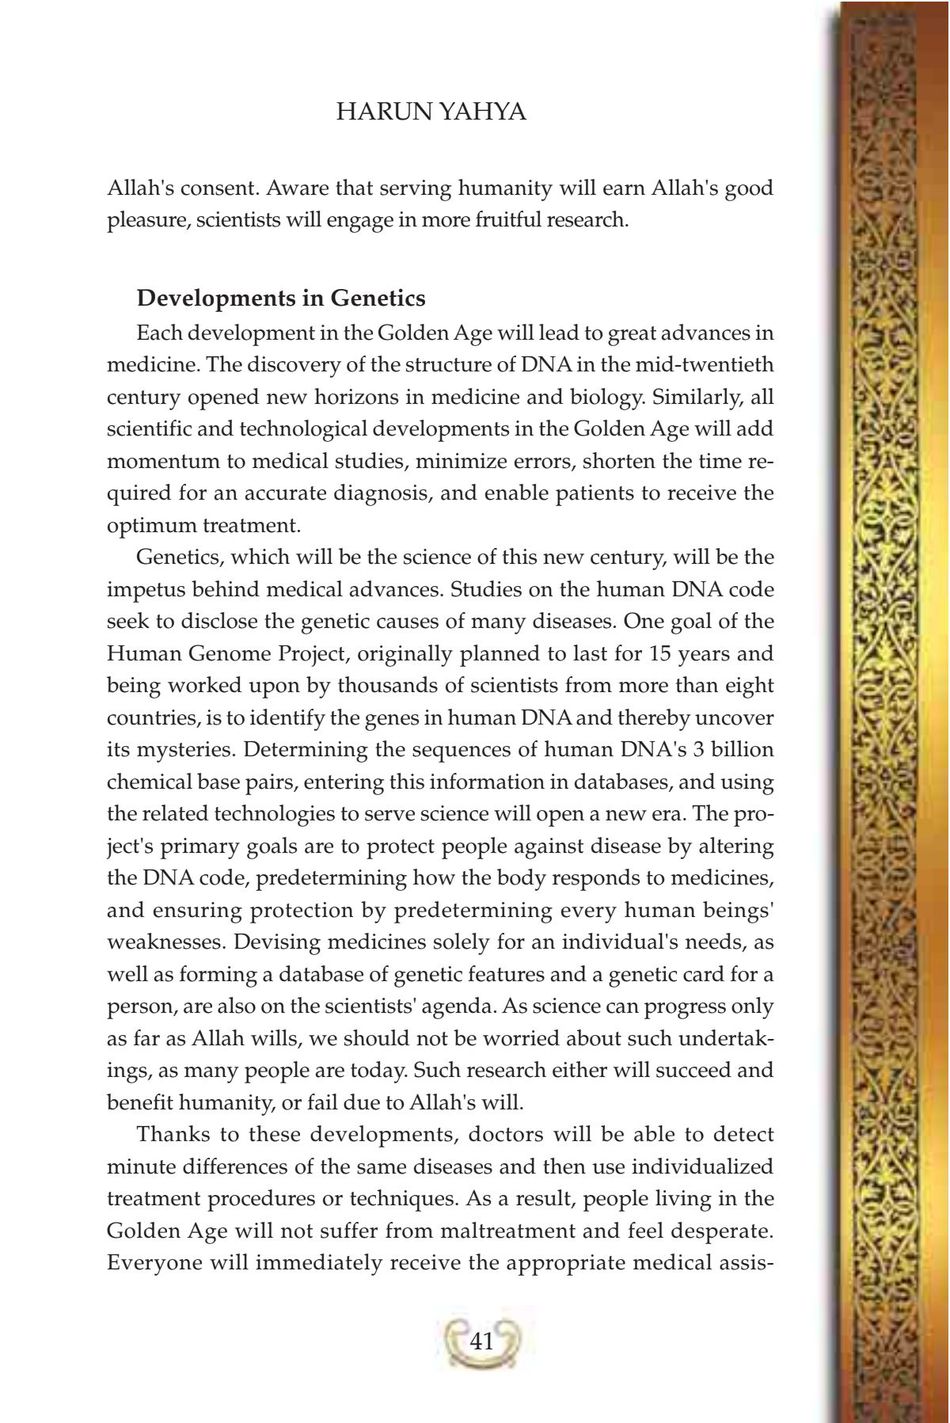 HARUN YAHYA
Allah's consent. Aware that serving humanity will earn Allah's good
pleasure, scientists will engage in more fruitful research.
Developments in Genetics
Each development in the Golden Age will lead to great advances in
medicine. The discovery of the structure of DNA in the mid-twentieth
century opened new horizons in medicine and biology. Similarly, all
scientific and technological developments in the Golden Age will add
momentum to medical studies, minimize errors, shorten the time re-
quired for an accurate diagnosis, and enable patients to receive the
optimum treatment.
Genetics, which will be the science of this new century, will be the
impetus behind medical advances. Studies on the human DNA code
seek to disclose the genetic causes of many diseases. One goal of the
Human Genome Project, originally planned to last for 15 years and
being worked upon by thousands of scientists from more than eight
countries, is to identify the genes in human DNA and thereby uncover
its mysteries. Determining the sequences of human DNA's 3 billion
chemical base pairs, entering this information in databases, and using
the related technologies to serve science will open a new era. The pro-
ject's primary goals are to protect people against disease by altering
the DNA code, predetermining how the body responds to medicines,
and ensuring protection by predetermining every human beings'
weaknesses. Devising medicines solely for an individual's needs, as
well as forming a database of genetic features and a genetic card for a
person, are also on the scientists' agenda. As science can progress only
as far as Allah wills, we should not be worried about such undertak-
ings, as many people are today. Such research either will succeed and
benefit humanity, or fail due to Allah's will.
Thanks to these developments, doctors will be able to detect
minute differences of the same diseases and then use individualized
treatment procedures or techniques. As a result, people living in the
Golden Age will not suffer from maltreatment and feel desperate.
Everyone will immediately receive the appropriate medical assis-
41